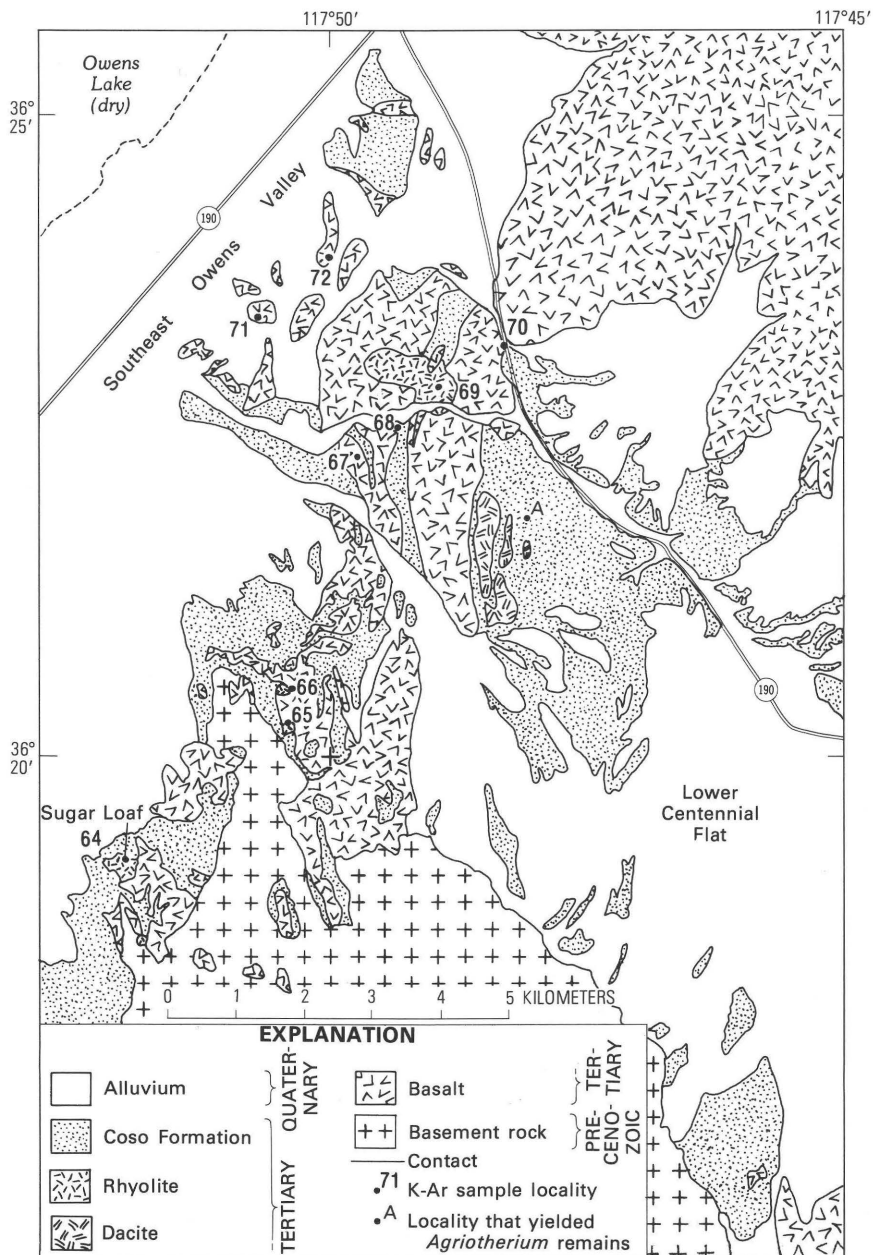 117°50′
117°45′
Owens
Lake
(dry)
36°
25′
190
Southeast Owens Valley
72
71
70
69
68
67
A
66
65
190
36°
20′
Sugar Loaf
64
Lower
Centennial
Flat
0 1 2 3 4 5 KILOMETERS
EXPLANATION
Alluvium
QUATER-
NARY
Coso Formation
Rhyolite
Dacite
TERTIARY
Basalt
TER-
TIARY
Basement rock
PRE-
CENO-
ZOIC
Contact
71 K-Ar sample locality
A Locality that yielded
Agriotherium remains